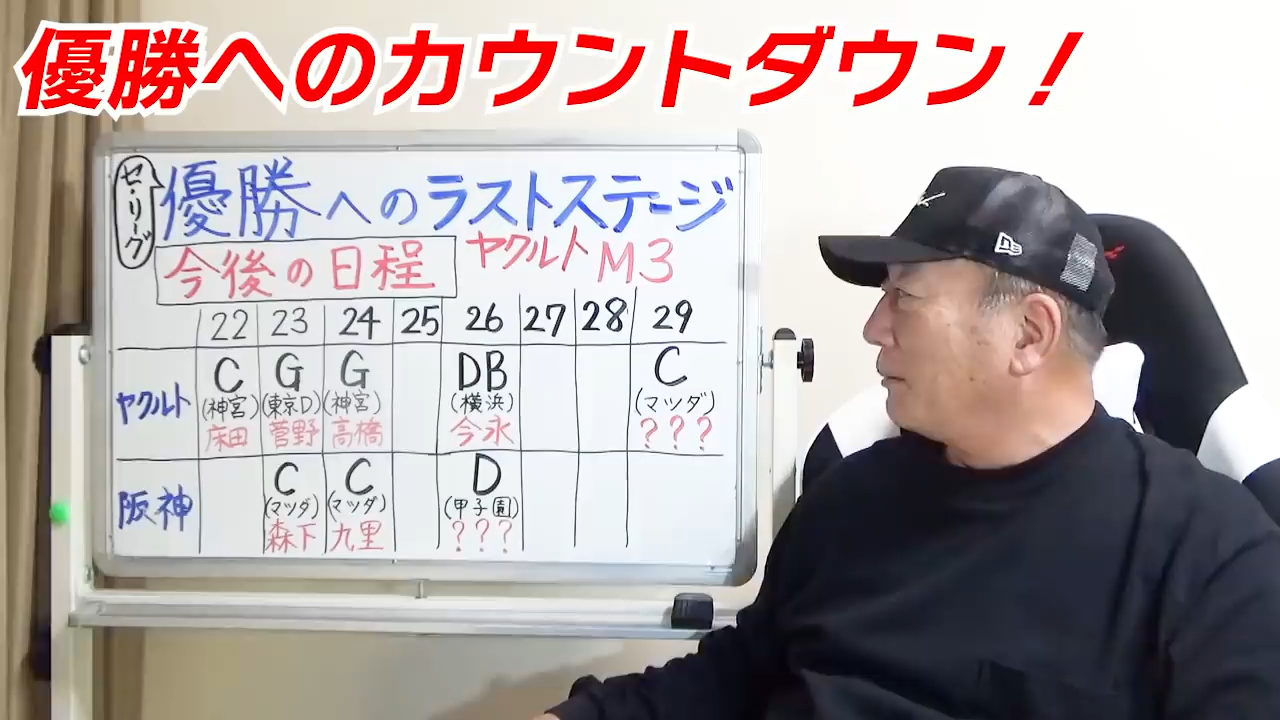 優勝へのカウントダウン！
セ・リーグ
優勝へのラストステージ
今後の日程
ヤクルト M3
22 23 24 25 26 27 28 29
ヤクルト
C G G DB C
(神宮) (東京D) (神宮) (横浜) (マツダ)
床田 菅野 高橋 今永 ???
阪神
C C D
(マツダ) (マツダ) (甲子園)
森下 九里 ???